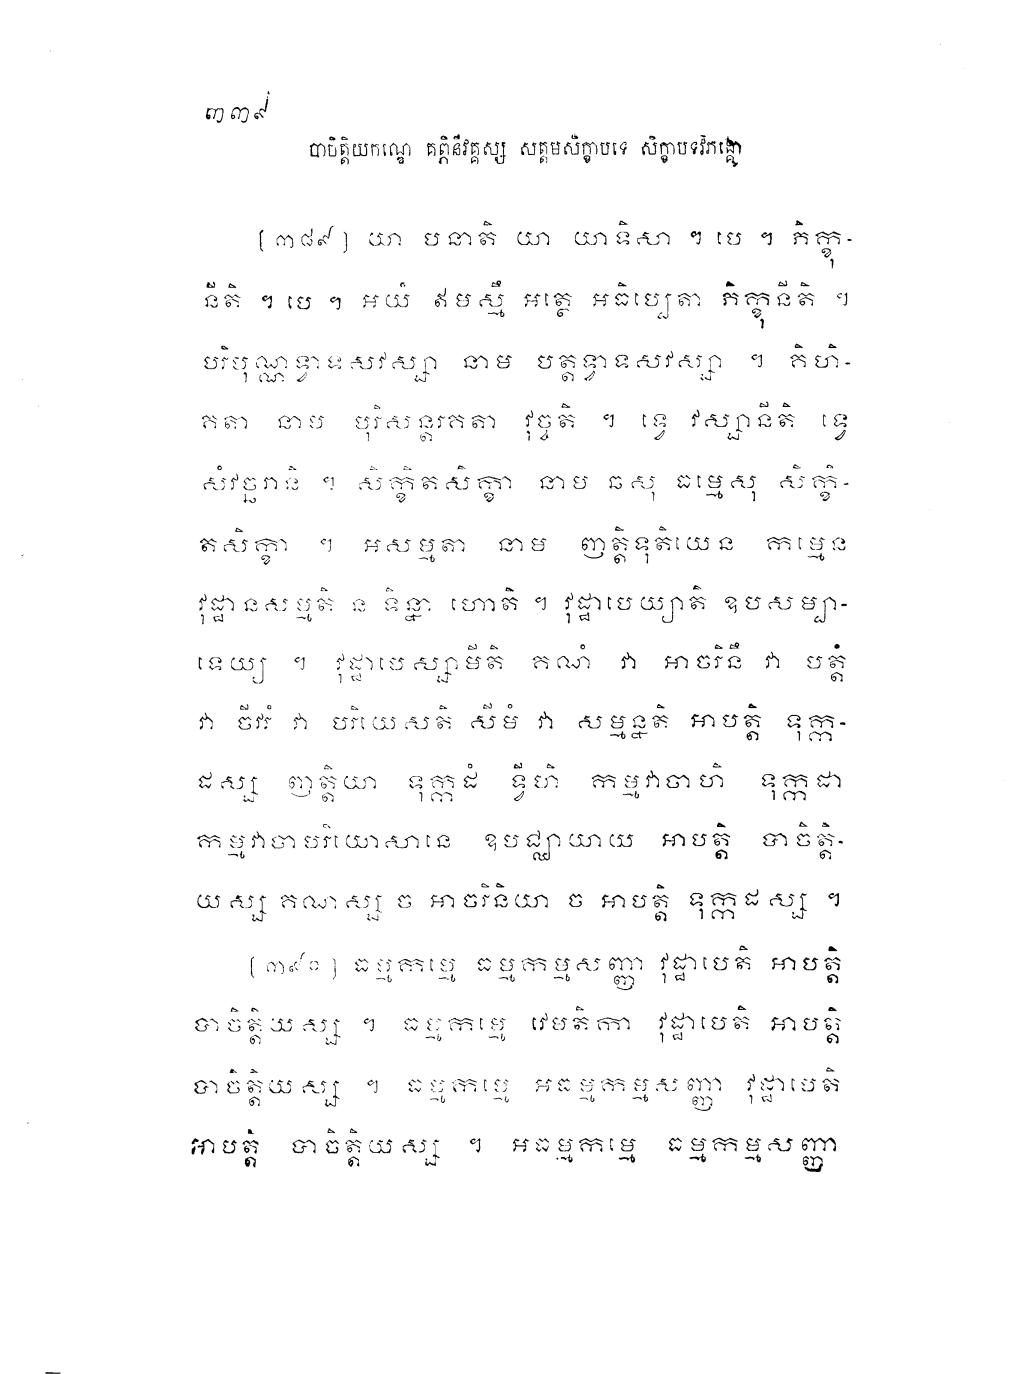 ៣៣៩
បាចិត្តិយកណ្ឌេ គព្ភិនីវគ្គស្ស សត្តមសិក្ខាបទេ សិក្ខាបទវិភង្គោ
[៣៨៩] យា បនាតិ យា យាទិសា ។ បេ ។ ភិក្ខុ-
នីតិ ។ បេ ។ អយំ ឥមស្មឹ អត្ថេ អធិប្បេតា ភិក្ខុនីតិ ។
បរិបុណ្ណទ្វាទសវស្សា នាម បត្តទ្វាទសវស្សា ។ គិហិ-
គតា នាម បុរិសន្តរគតា វុច្ចតិ ។ ទ្វេ វស្សានីតិ ទ្វេ
សំវច្ឆរានិ ។ សិក្ខិតសិក្ខា នាម ឆសុ ធម្មេសុ សិក្ខិ-
តសិក្ខា ។ អសម្មតា នាម ញត្តិទុតិយេន កម្មេន
វុដ្ឋានសម្មតិ ន ទិន្នា ហោតិ ។ វុដ្ឋាបេយ្យាតិ ឧបសម្បា-
ទេយ្យ ។ វុដ្ឋាបេស្សាមីតិ គណំ វា អាចរិនឹ វា បត្តំ
វា ចីវរំ វា បរិយេសតិ សីមំ វា សម្មន្នតិ អាបត្តិ ទុក្ក-
ដស្ស ញត្តិយា ទុក្កដំ ទ្វីហិ កម្មវាចាហិ ទុក្កដា
កម្មវាចាបរិយោសានេ ឧបជ្ឈាយាយ អាបត្តិ បាចិត្តិ-
យស្ស គណស្ស ច អាចរិនិយា ច អាបត្តិ ទុក្កដស្ស ។
[៣៩០] ធម្មកម្មេ ធម្មកម្មសញ្ញា វុដ្ឋាបេតិ អាបត្តិ
បាចិត្តិយស្ស ។ ធម្មកម្មេ វេមតិកា វុដ្ឋាបេតិ អាបត្តិ
បាចិត្តិយស្ស ។ ធម្មកម្មេ អធម្មកម្មសញ្ញា វុដ្ឋាបេតិ
អាបត្តិ បាចិត្តិយស្ស ។ អធម្មកម្មេ ធម្មកម្មសញ្ញា